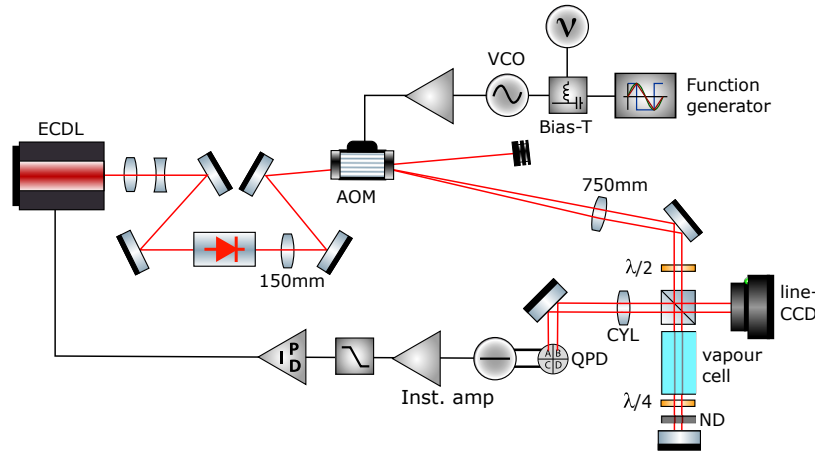 V
VCO
Function
generator
Bias-T
ECDL
AOM
750mm
150mm
λ/2
line-
CCD
CYL
A B
C D
QPD
vapour
cell
P
I
D
Inst. amp
λ/4
ND